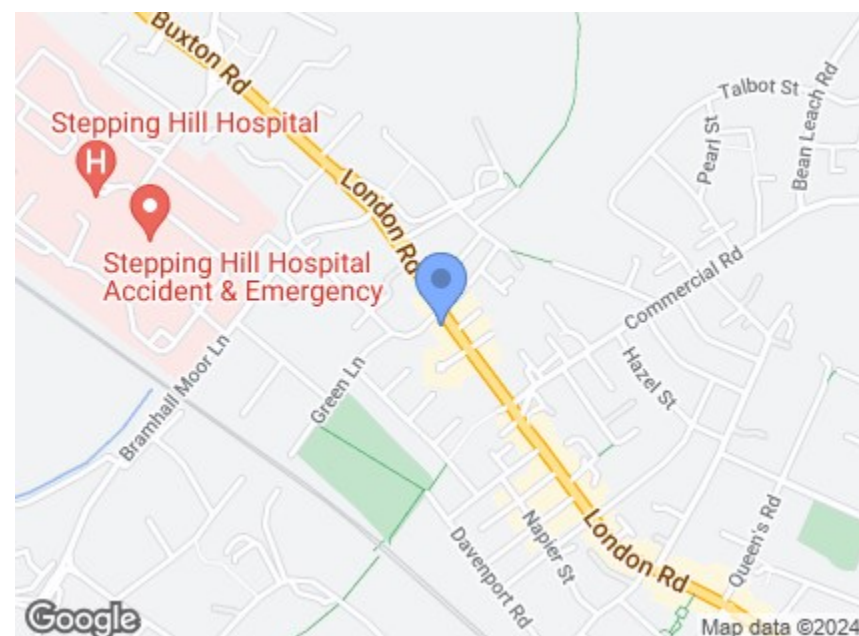 Buxton Rd
Stepping Hill Hospital
H
Stepping Hill Hospital
Accident & Emergency
London Rd
Talbot St
Pearl St
Bean Leach Rd
Commercial Rd
Hazel St
Green Ln
Bramhall Moor Ln
Napier St
Davenport Rd
London Rd
Queen's Rd
Google
Map data ©2024